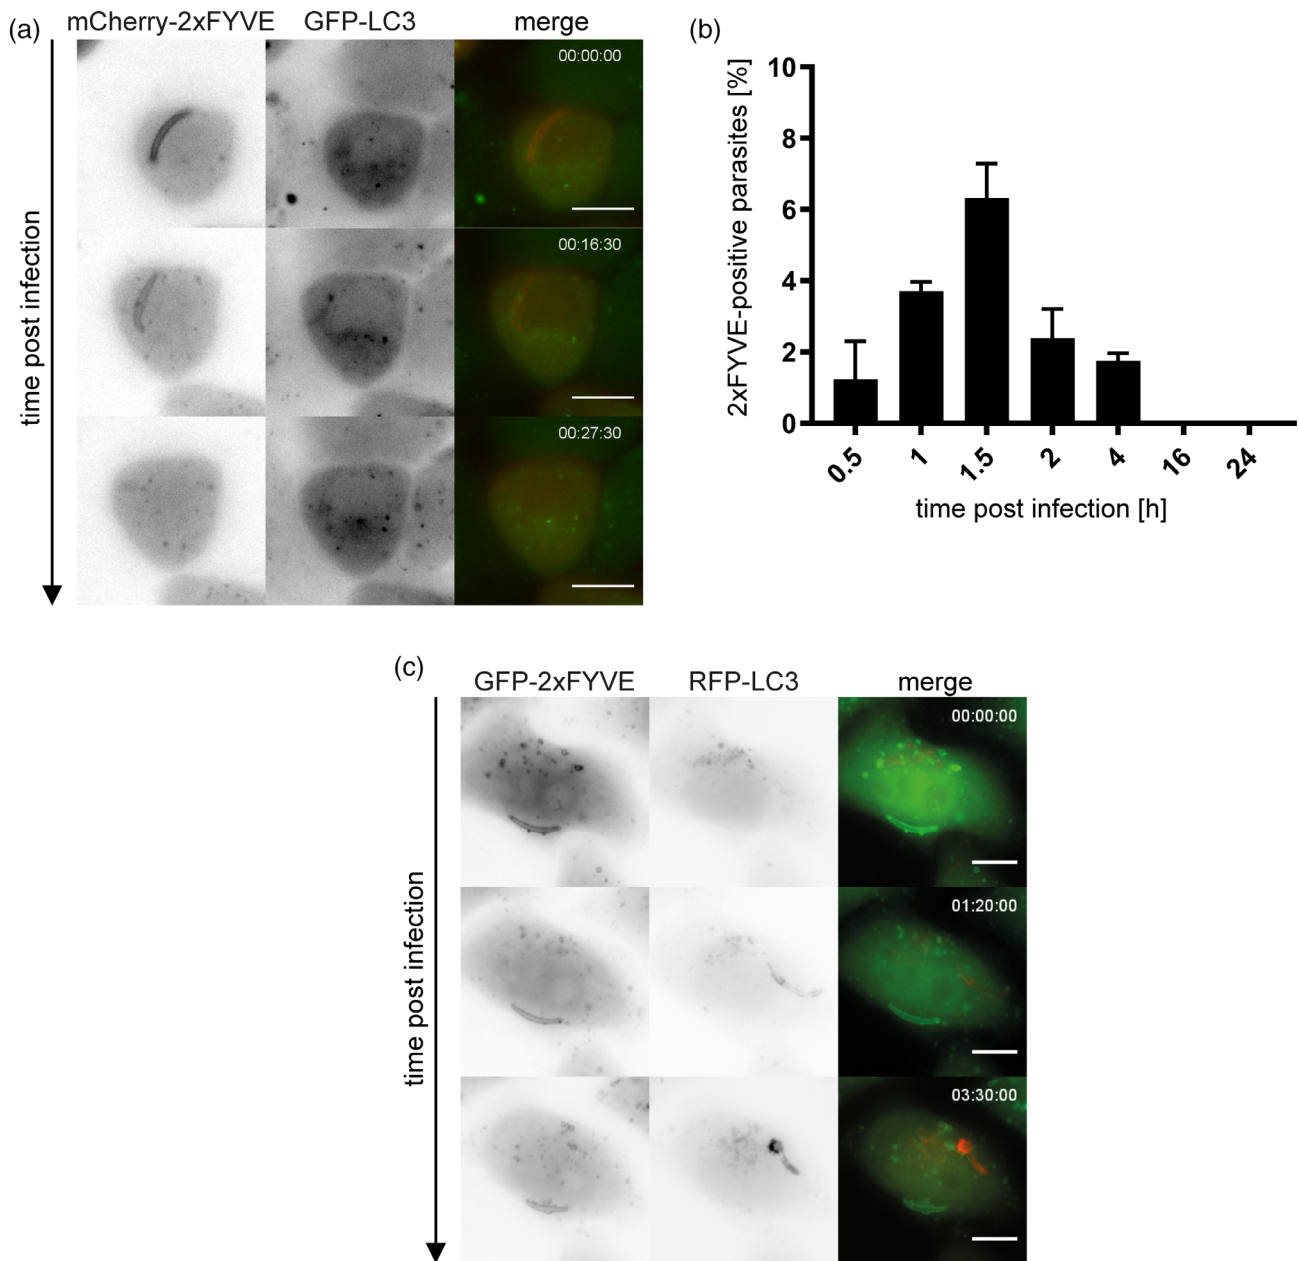 (a)
mCherry-2xFYVE GFP-LC3 merge
time post infection
00:00:00
00:16:30
00:27:30
(b)
2xFYVE-positive parasites [%]
10
8
6
4
2
0
0.5 1 1.5 2 4 16 24
time post infection [h]
(c)
GFP-2xFYVE RFP-LC3 merge
time post infection
00:00:00
01:20:00
03:30:00